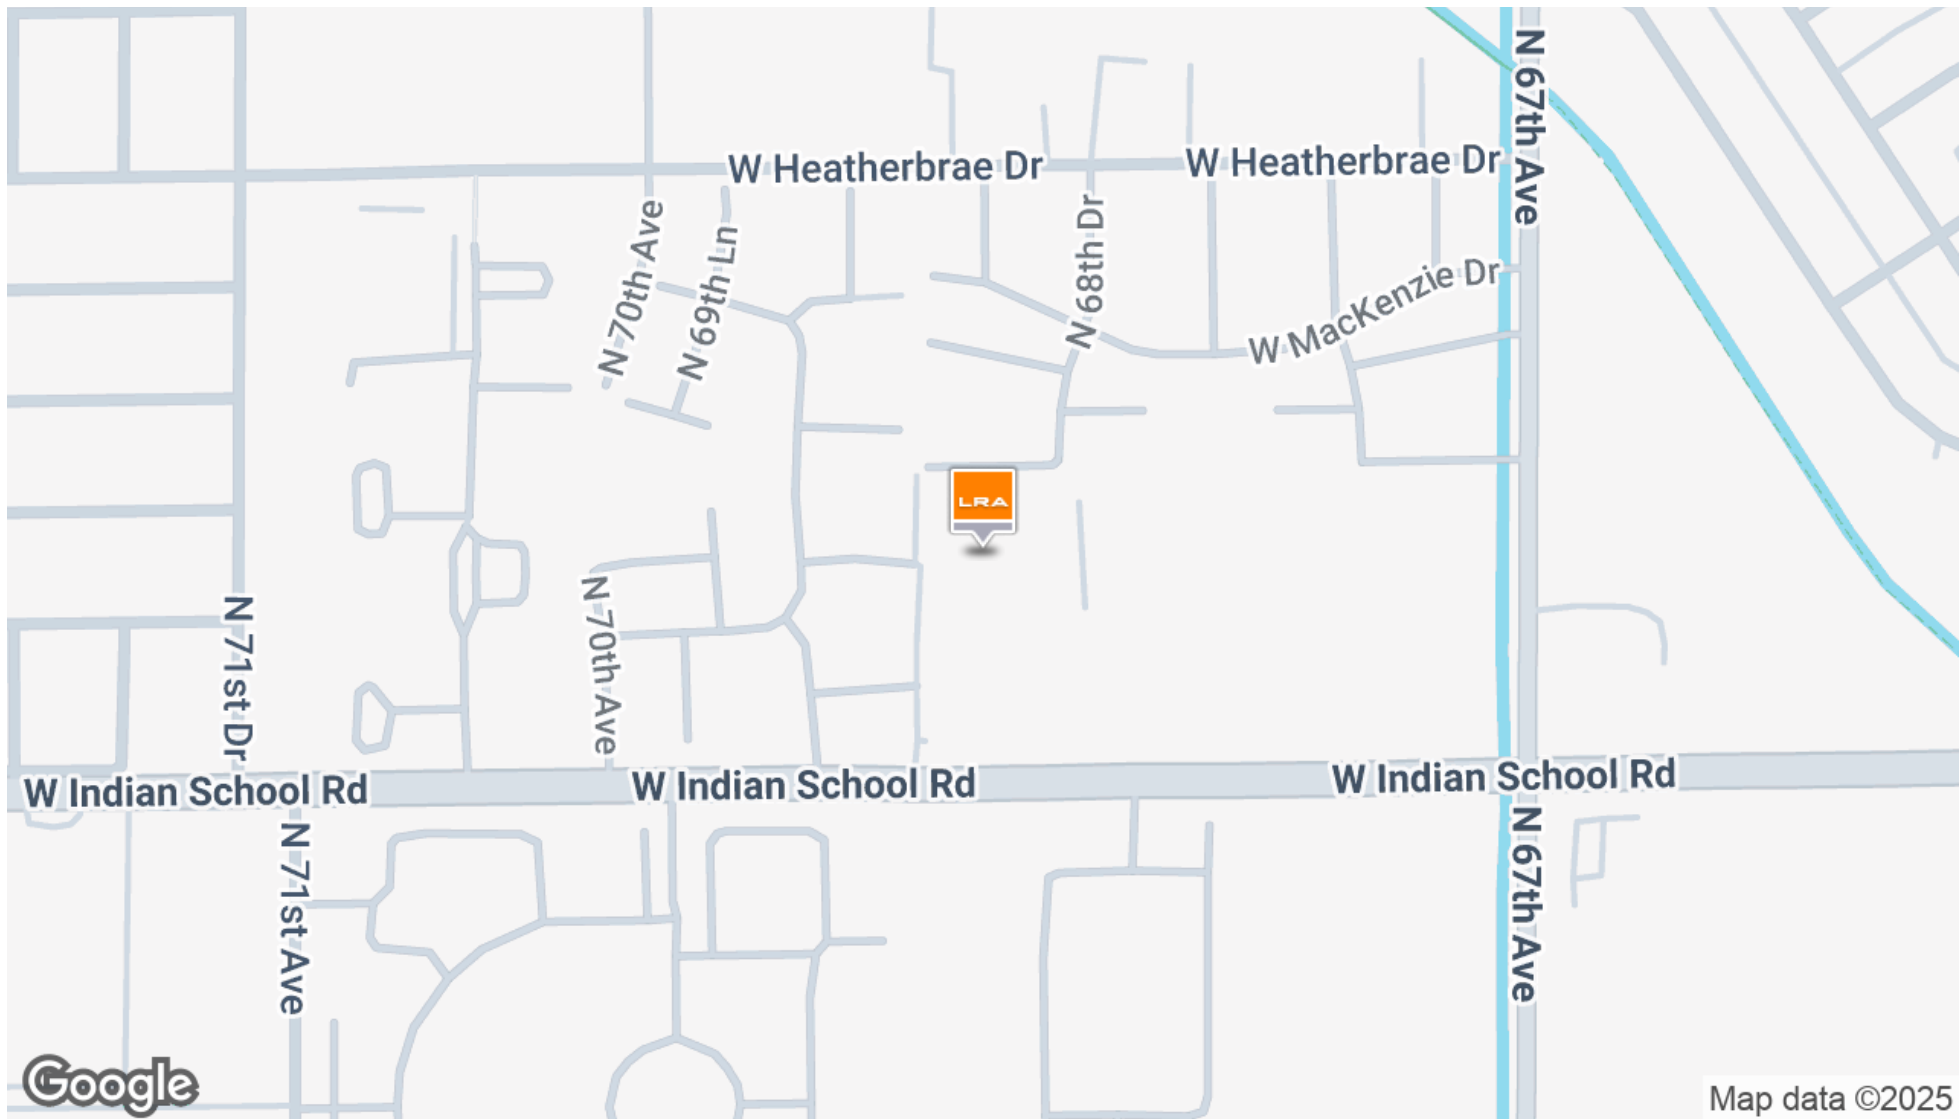 N 67th Ave
W Heatherbrae Dr
W Heatherbrae Dr
N 70th Ave
N 69th Ln
N 68th Dr
W MacKenzie Dr
LRA
N 71st Dr
N 70th Ave
W Indian School Rd
W Indian School Rd
W Indian School Rd
N 71st Ave
N 67th Ave
Google
Map data ©2025